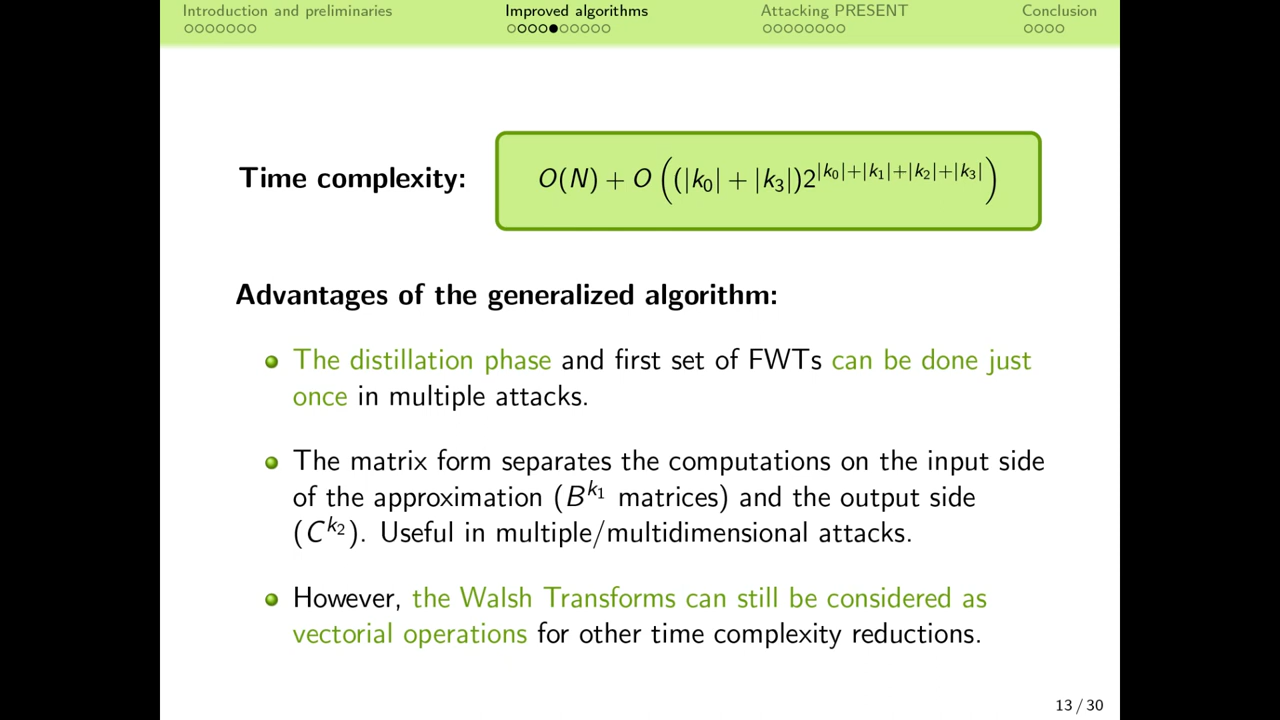 Introduction and preliminaries Improved algorithms Attacking PRESENT Conclusion
Time complexity: O(N) + O((|k₀| + |k₃|)2^{|k₀|+|k₁|+|k₂|+|k₃|})
Advantages of the generalized algorithm:
The distillation phase and first set of FWTs can be done just
once in multiple attacks.
The matrix form separates the computations on the input side
of the approximation (B^{k₁} matrices) and the output side
(C^{k₂}). Useful in multiple/multidimensional attacks.
However, the Walsh Transforms can still be considered as
vectorial operations for other time complexity reductions.
13 / 30